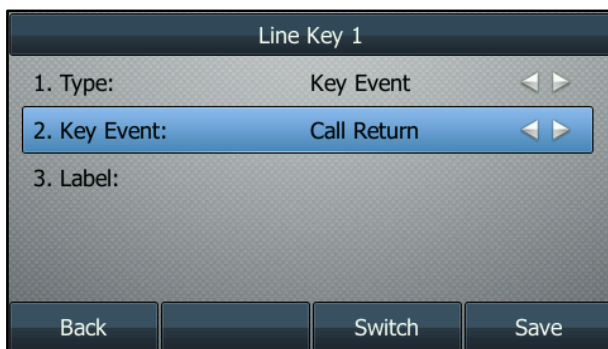 Line Key 1
1. Type: Key Event
2. Key Event: Call Return
3. Label:
Back Switch Save